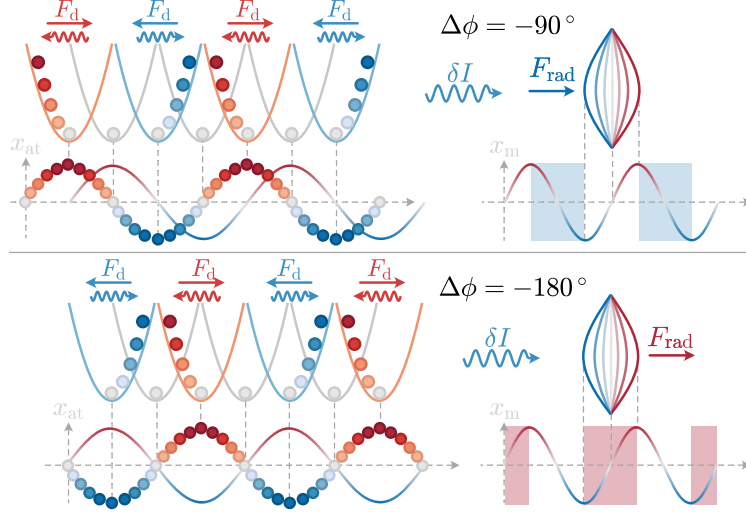 F_d F_d F_d F_d
Δϕ = −90°
δI
F_rad
x_at
x_m
F_d F_d F_d F_d
Δϕ = −180°
δI
F_rad
x_at
x_m